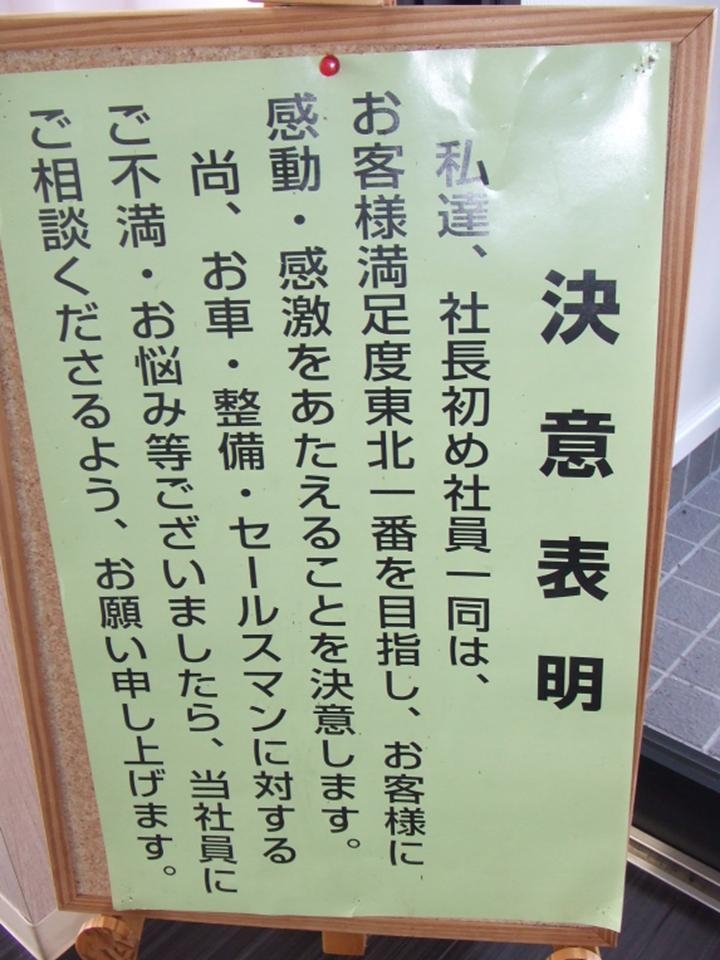 決意表明
私達、社長初め社員一同は、
お客様満足度東北一番を目指し、お客様に
感動・感激をあたえることを決意します。
尚、お車・整備・セールスマンに対する
ご不満・お悩み等ございましたら、当社員に
ご相談くださるよう、お願い申し上げます。